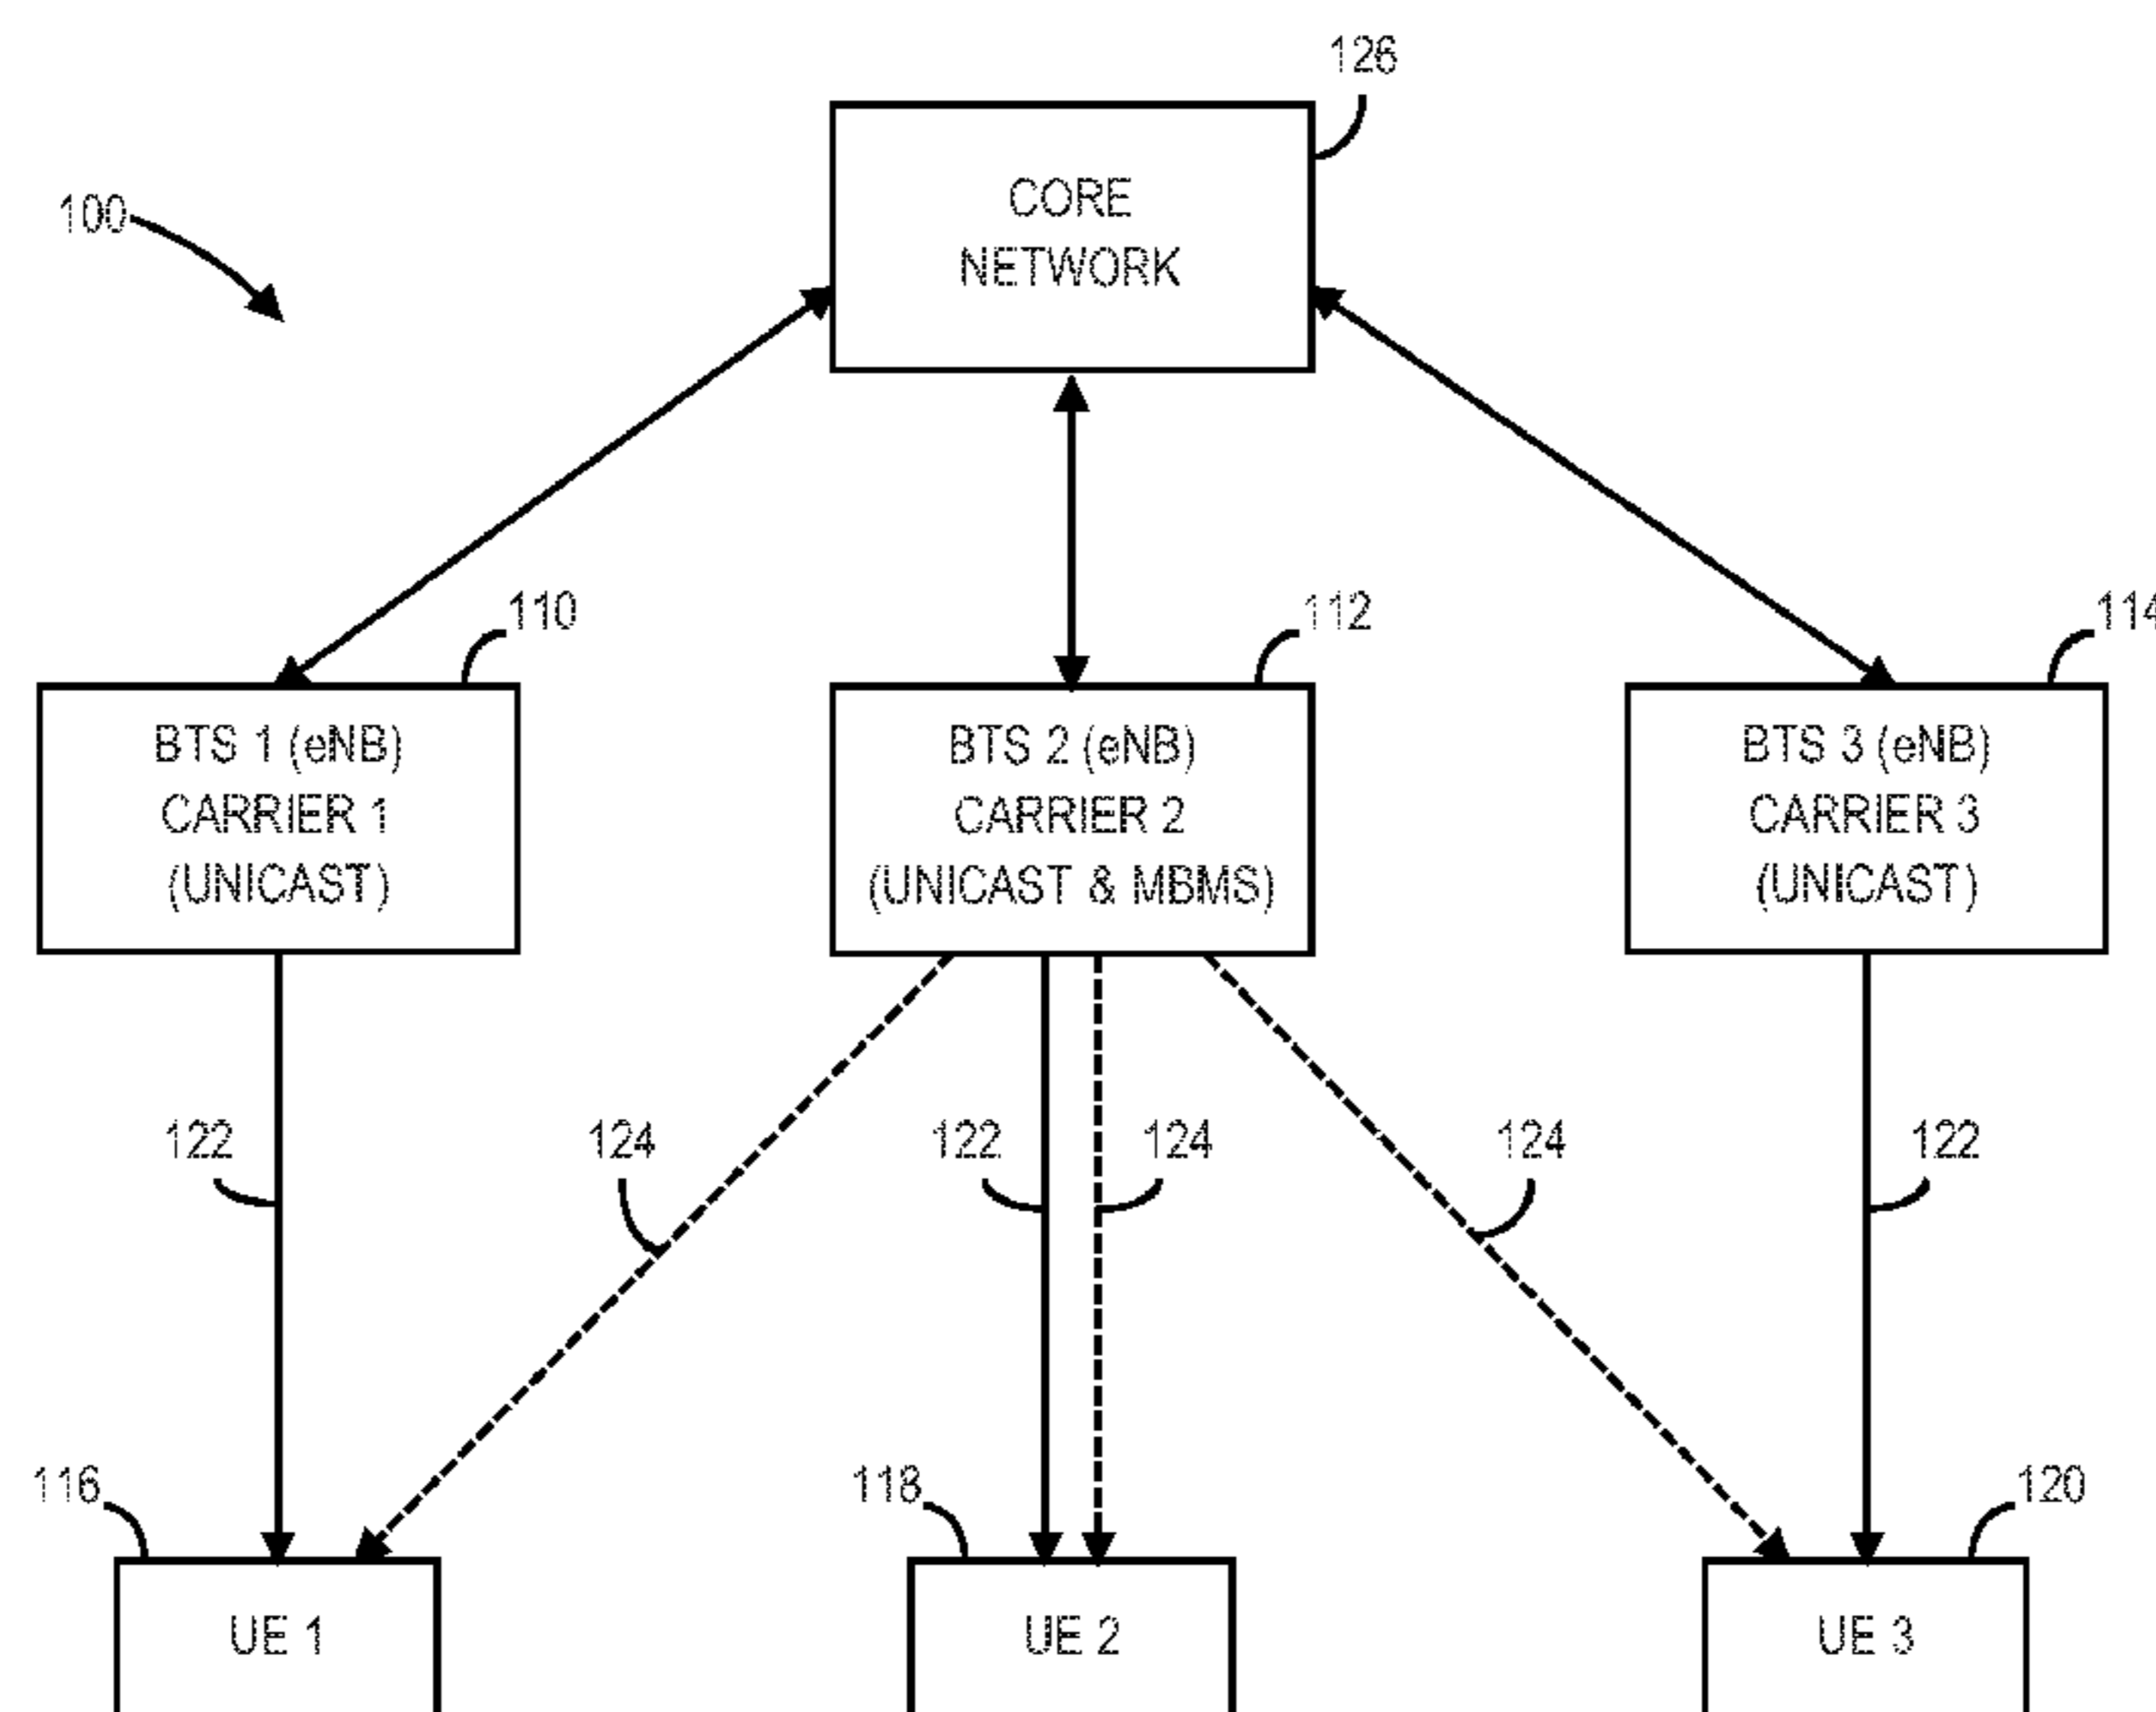 126
100
CORE
NETWORK
110
112
114
BTS 1 (eNB)
CARRIER 1
(UNICAST)
BTS 2 (eNB)
CARRIER 2
(UNICAST & MBMS)
BTS 3 (eNB)
CARRIER 3
(UNICAST)
122
124
122
124
124
122
116
118
120
UE 1
UE 2
UE 3